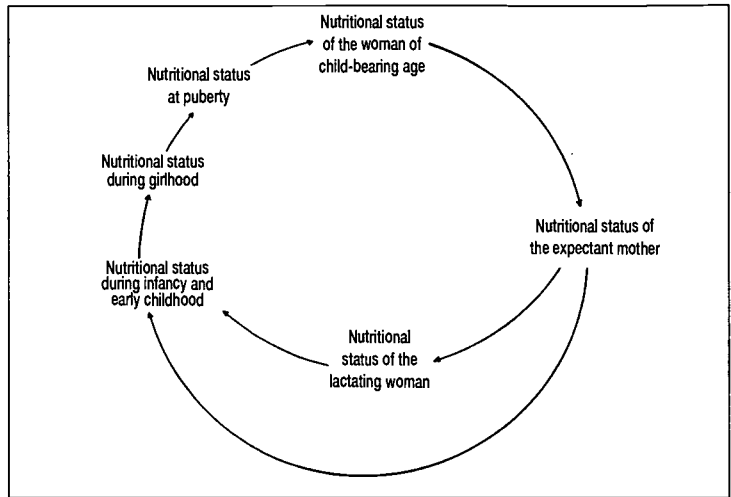 Nutritional status
of the woman of
child-bearing age
Nutritional status
at puberty
Nutritional status
during girlhood
Nutritional status of
the expectant mother
Nutritional status
during infancy and
early childhood
Nutritional
status of the
lactating woman